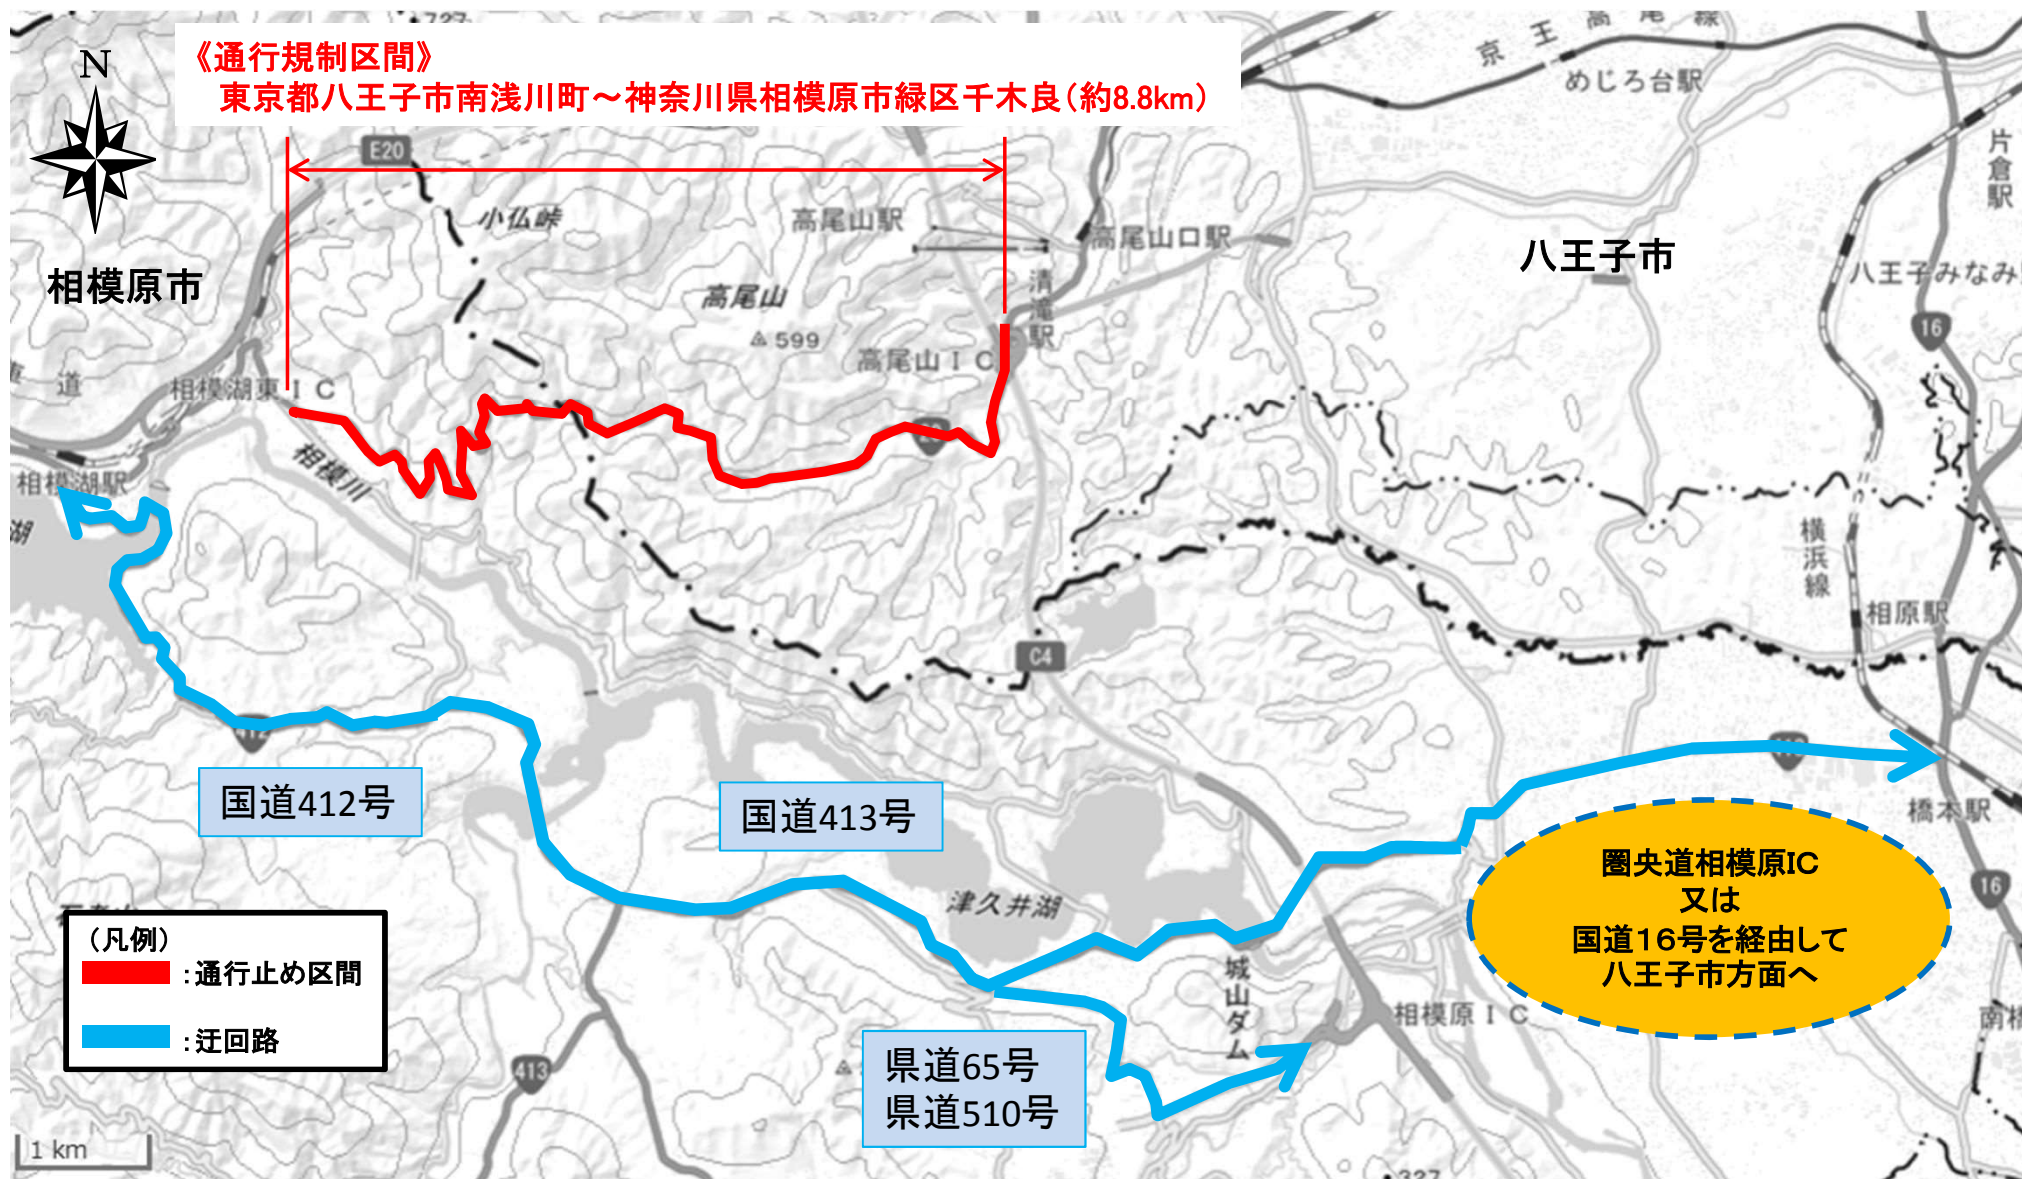 727
《通行規制区間》
東京都八王子市南浅川町～神奈川県相模原市緑区千木良（約8.8km）
N
京王高尾線
めじろ台駅
E20
片倉駅
小仏峠
高尾山駅
高尾山口駅
相模原市
八王子市
八王子みなみ
清滝駅
高尾山
599
高尾山IC
16
道
相模湖東IC
相模川
相模湖駅
湖
横浜線
相原駅
C4
412
国道412号
国道413号
橋本駅
圏央道相模原IC
又は
国道16号を経由して
八王子市方面へ
16
津久井湖
城山ダム
相模原IC
（凡例）
：通行止め区間
：迂回路
413
県道65号
県道510号
1 km
327